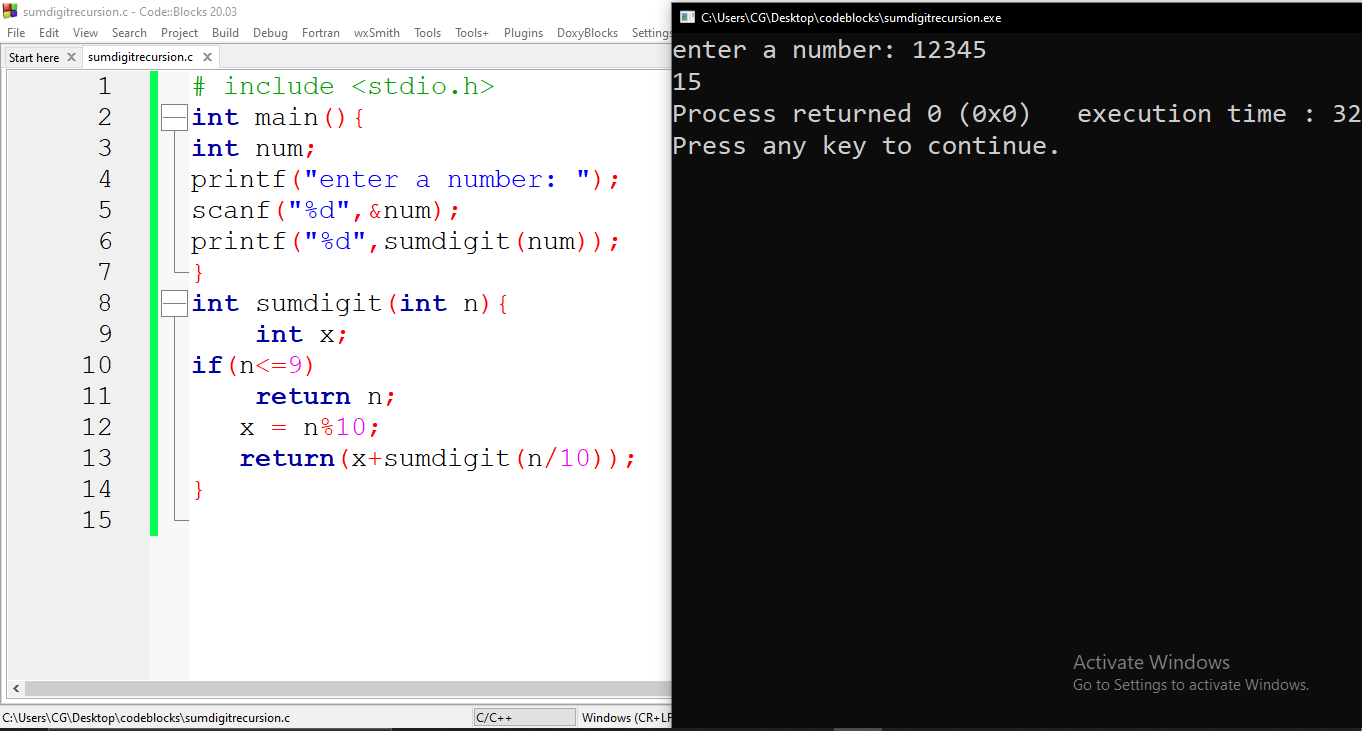 sumdigitrecursion.c - Code::Blocks 20.03
File Edit View Search Project Build Debug Fortran wxSmith Tools Tools+ Plugins DoxyBlocks Settings
Start here X sumdigitrecursion.c X
1 # include <stdio.h>
2 int main(){
3 int num;
4 printf("enter a number: ");
5 scanf("%d",&num);
6 printf("%d",sumdigit(num));
7 }
8 int sumdigit(int n){
9 int x;
10 if(n<=9)
11 return n;
12 x = n%10;
13 return(x+sumdigit(n/10));
14 }
15
C:\Users\CG\Desktop\codeblocks\sumdigitrecursion.c C/C++ Windows (CR+LF
C:\Users\CG\Desktop\codeblocks\sumdigitrecursion.exe
enter a number: 12345
15
Process returned 0 (0x0) execution time : 32
Press any key to continue.
Activate Windows
Go to Settings to activate Windows.